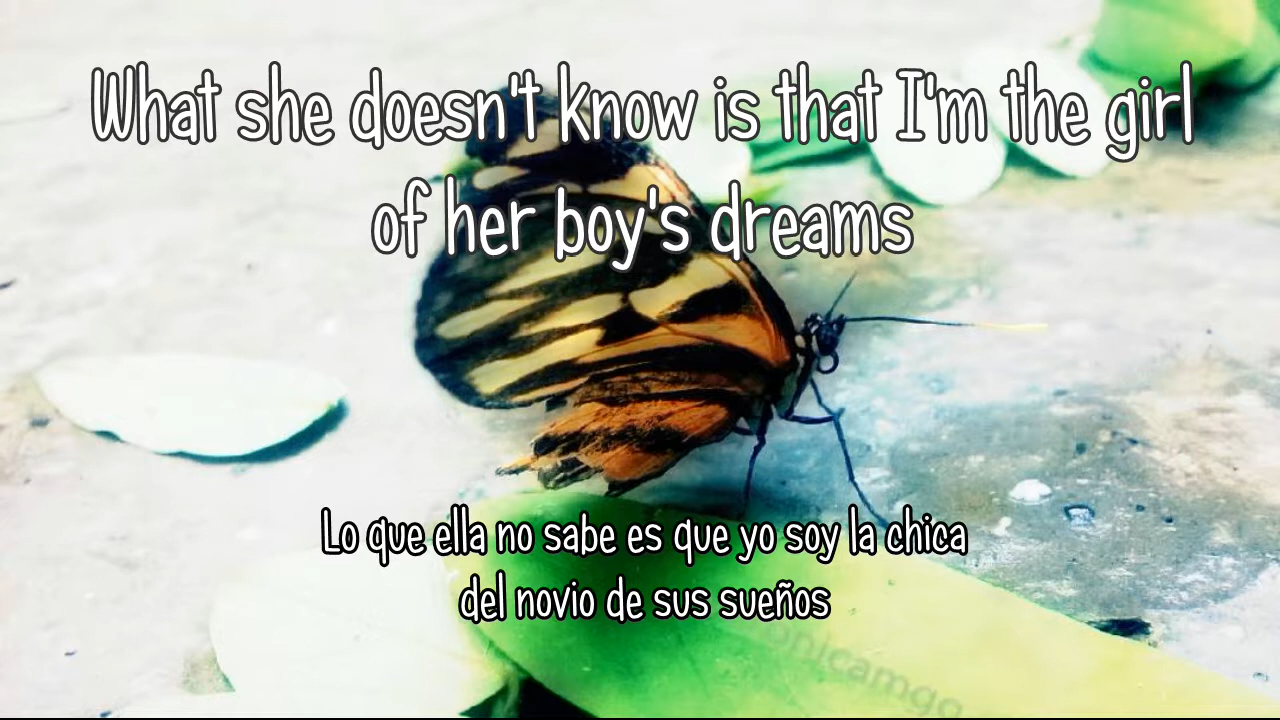 What she doesn't know is that I'm the girl
of her boy's dreams
Lo que ella no sabe es que yo soy la chica
del novio de sus sueños